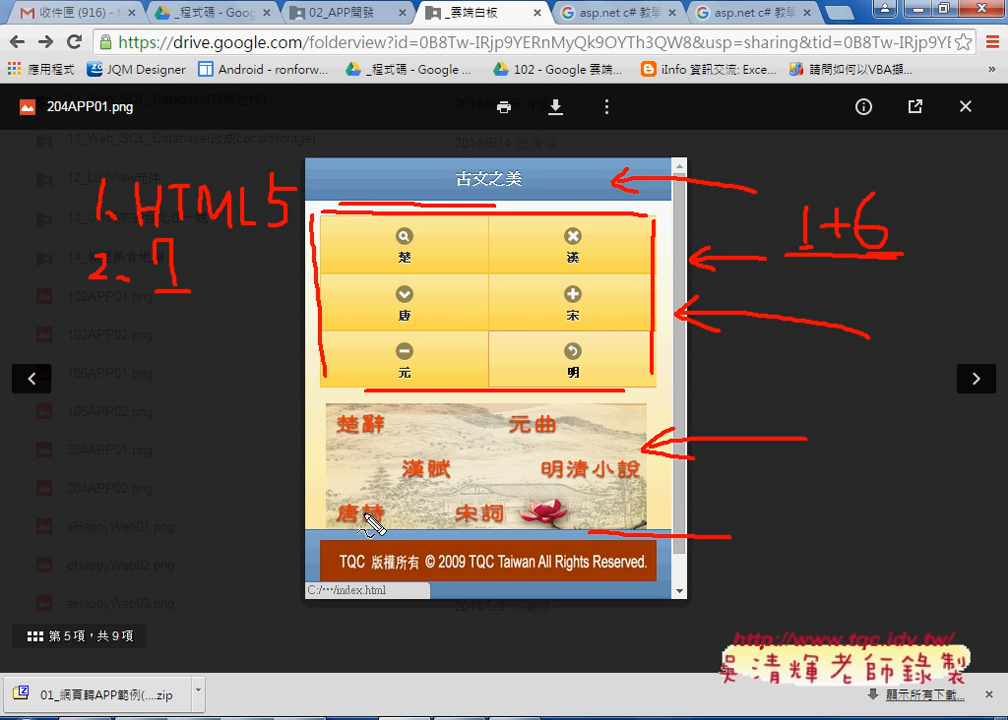 收件匣 (916) -
_程式碼 - Goog
02_APP開發
_雲端白板
asp.net c# 教學
asp.net c# 教學
https://drive.google.com/folderview?id=0B8Tw-IRjp9YERnMyQk9OYTh3QW8&usp=sharing&tid=0B8Tw-IRjp9YE
應用程式
JQM Designer
Android - ronforw...
_程式碼 - Google ...
102 - Google 雲端...
iInfo 資訊交流: Exce...
請問如何以VBA擷...
»
204APP01.png
11_Web_SQL_Database(改成LocalStorage)
2014/6/14
12_ListView元件
102APP01.png
102APP02.png
106APP01.png
106APP02.png
204APP01.png
204APP02.png
eHappyWeb01.png
eHappyWeb02.png
eHappyWeb03.png
1. HTML5
2. 7
1+6
古文之美
楚
漢
唐
宋
元
明
楚辭
元曲
漢賦
明清小說
唐詩
宋詞
TQC 版權所有 © 2009 TQC Taiwan All Rights Reserved.
C:/…/index.html
第 5 項，共 9 項
http://www.tqc.idv.tw/
吳清輝老師錄製
01_網頁轉APP範例(....zip
顯示所有下載...